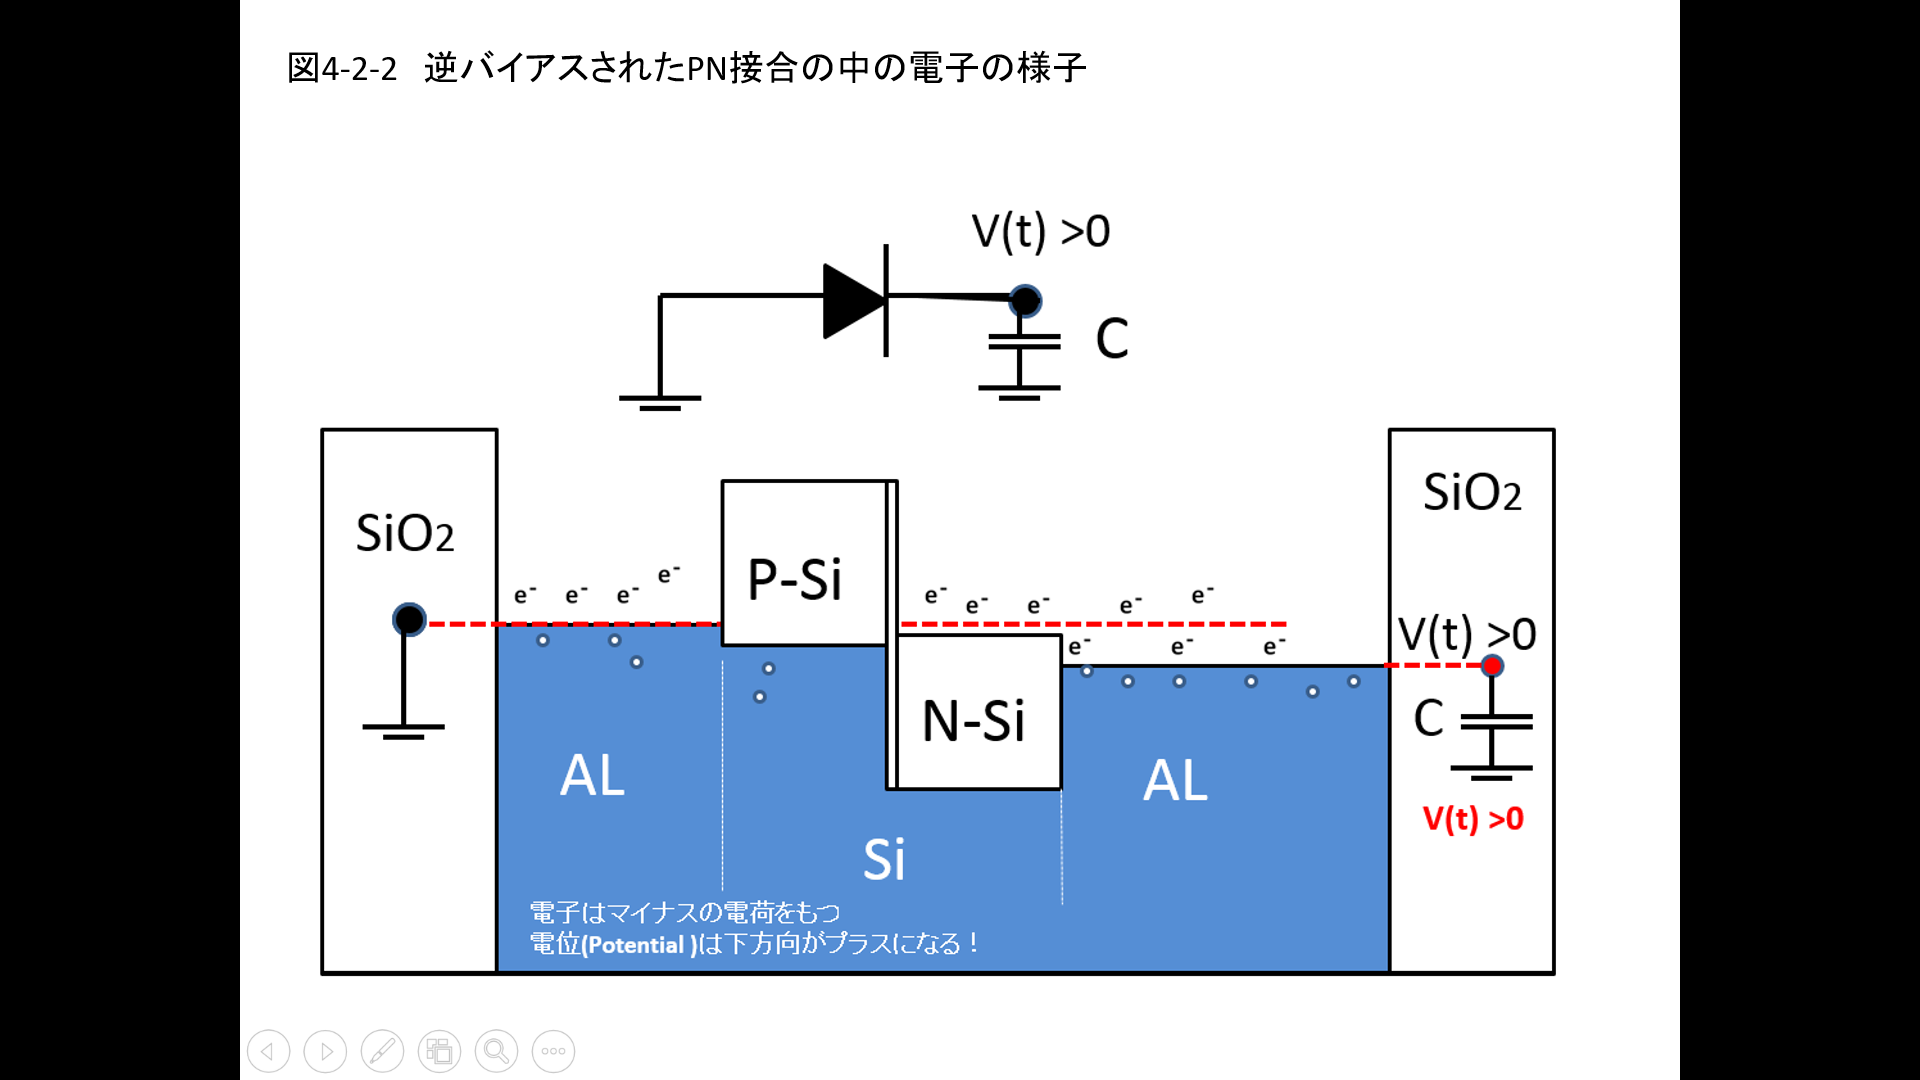 図4-2-2 逆バイアスされたPN接合の中の電子の様子
V(t) >0
C
SiO2
SiO2
P-Si
e-
e-
e-
e-
e-
e-
e-
e-
e-
e-
e-
e-
V(t) >0
N-Si
C
AL
AL
V(t) >0
Si
電子はマイナスの電荷をもつ
電位(Potential )は下方向がプラスになる！